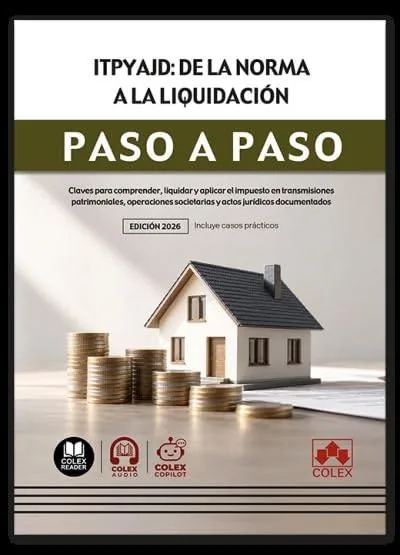 ITPYAJD: DE LA NORMA
A LA LIQUIDACIÓN
PASO A PASO
Claves para comprender, liquidar y aplicar el impuesto en transmisiones
patrimoniales, operaciones societarias y actos jurídicos documentados
EDICIÓN 2026
Incluye casos prácticos
COLEX
READER
COLEX
AUDIO
COLEX
COPILOT
COLEX